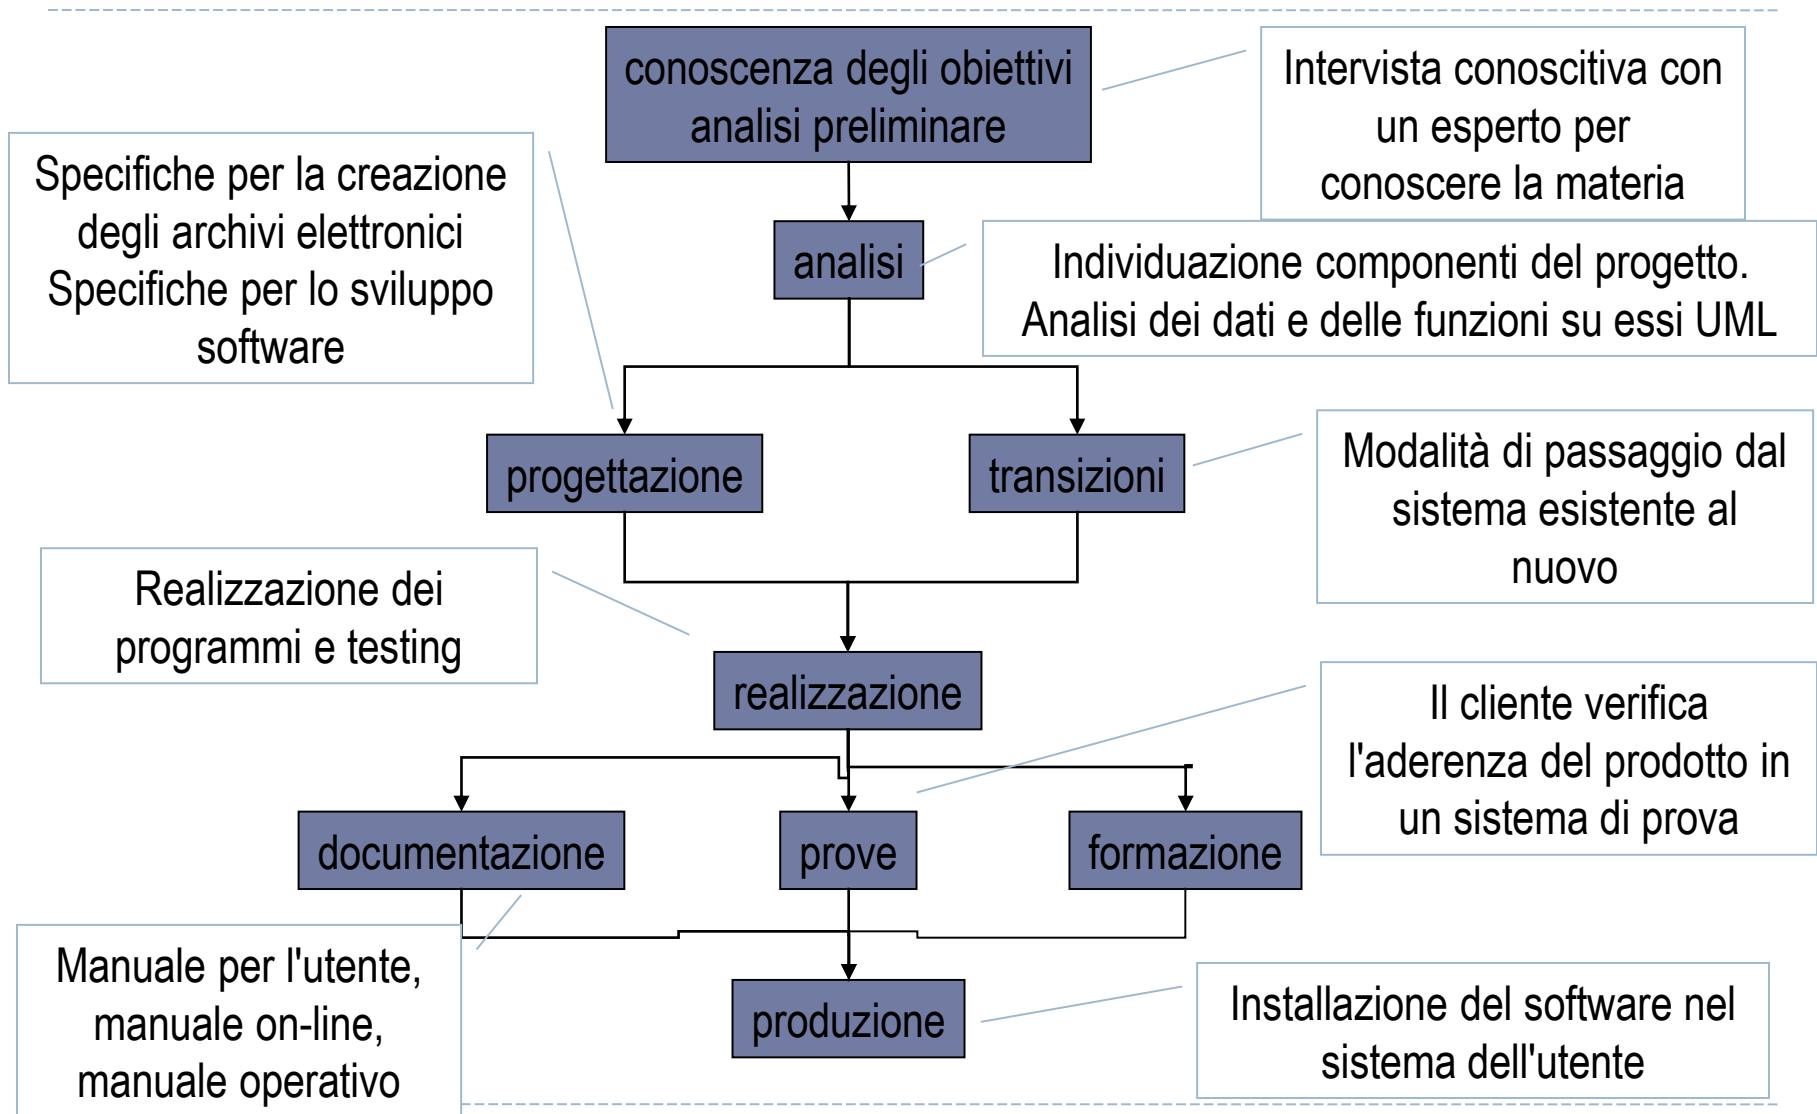 conoscenza degli obiettivi
analisi preliminare
Intervista conoscitiva con
un esperto per
conoscere la materia
Specifiche per la creazione
degli archivi elettronici
Specifiche per lo sviluppo
software
analisi
Individuazione componenti del progetto.
Analisi dei dati e delle funzioni su essi UML
progettazione
transizioni
Modalità di passaggio dal
sistema esistente al
nuovo
Realizzazione dei
programmi e testing
realizzazione
Il cliente verifica
l'aderenza del prodotto in
un sistema di prova
documentazione
prove
formazione
Manuale per l'utente,
manuale on-line,
manuale operativo
produzione
Installazione del software nel
sistema dell'utente